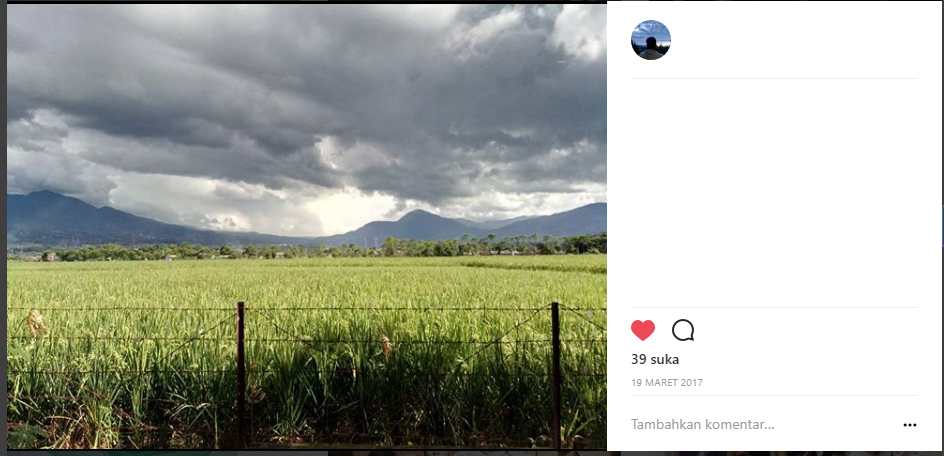 39 suka
19 MARET 2017
Tambahkan komentar...